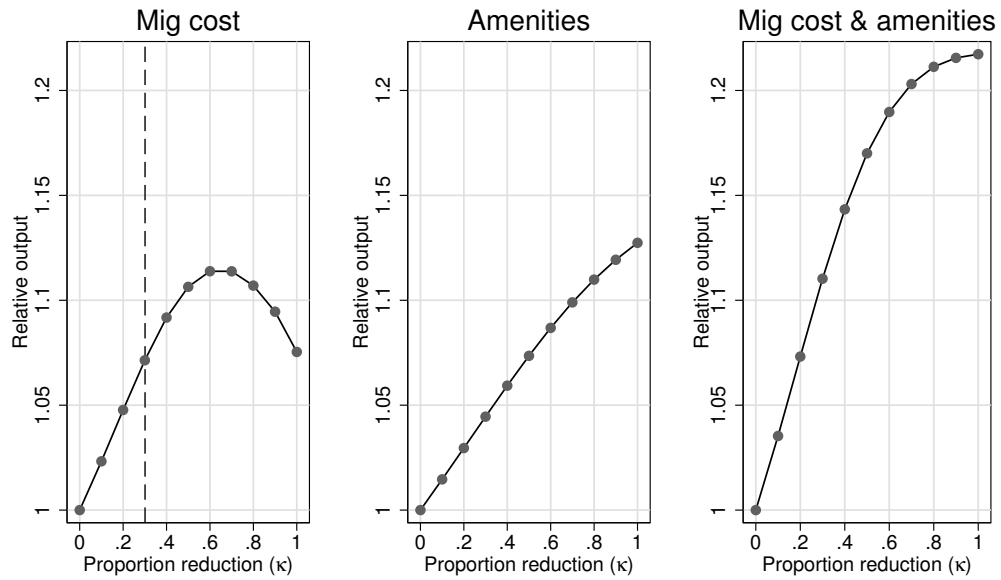 Mig cost
Amenities
Mig cost & amenities
Relative output
1.2
1.15
1.1
1.05
1
0 .2 .4 .6 .8 1
Proportion reduction (κ)
Relative output
1.2
1.15
1.1
1.05
1
0 .2 .4 .6 .8 1
Proportion reduction (κ)
Relative output
1.2
1.15
1.1
1.05
1
0 .2 .4 .6 .8 1
Proportion reduction (κ)